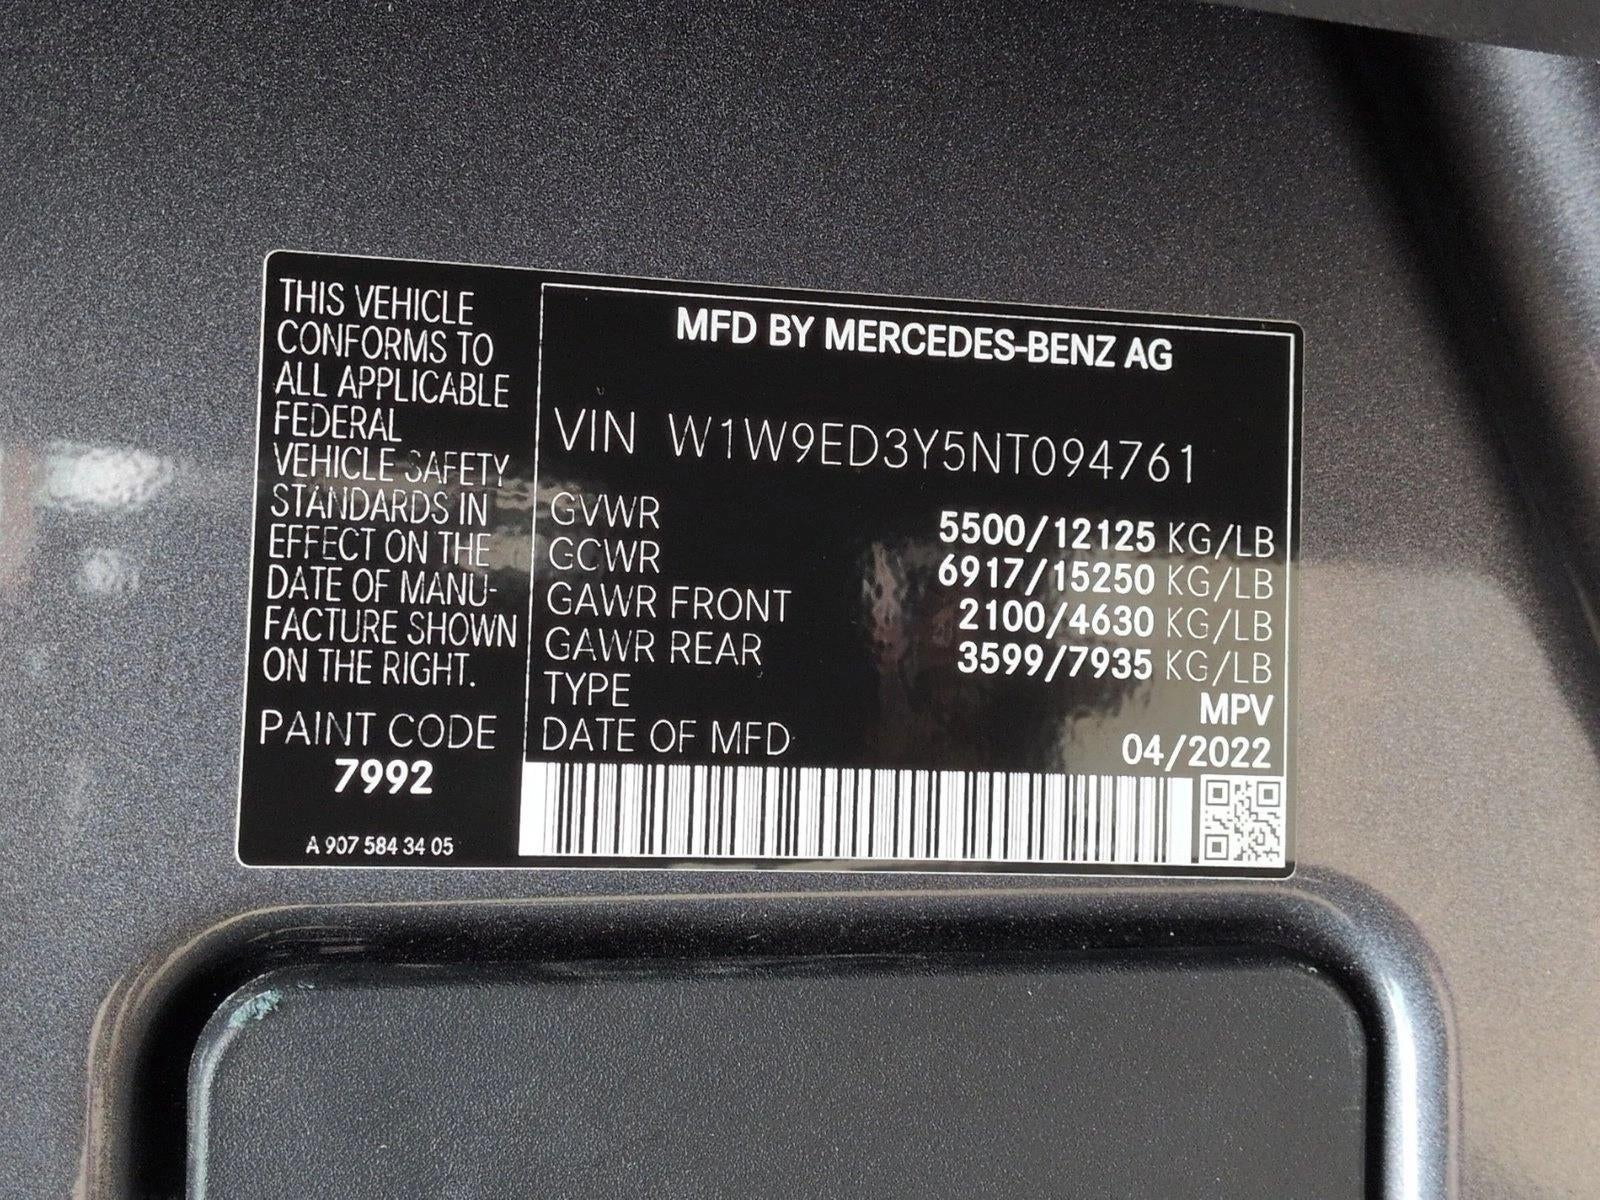 THIS VEHICLE
CONFORMS TO
ALL APPLICABLE
FEDERAL
VEHICLE SAFETY
STANDARDS IN
EFFECT ON THE
DATE OF MANU-
FACTURE SHOWN
ON THE RIGHT.
PAINT CODE
7992
A 907 584 34 05
MFD BY MERCEDES-BENZ AG
VIN W1W9ED3Y5NT094761
GVWR 5500/12125 KG/LB
GCWR 6917/15250 KG/LB
GAWR FRONT 2100/4630 KG/LB
GAWR REAR 3599/7935 KG/LB
TYPE MPV
DATE OF MFD 04/2022